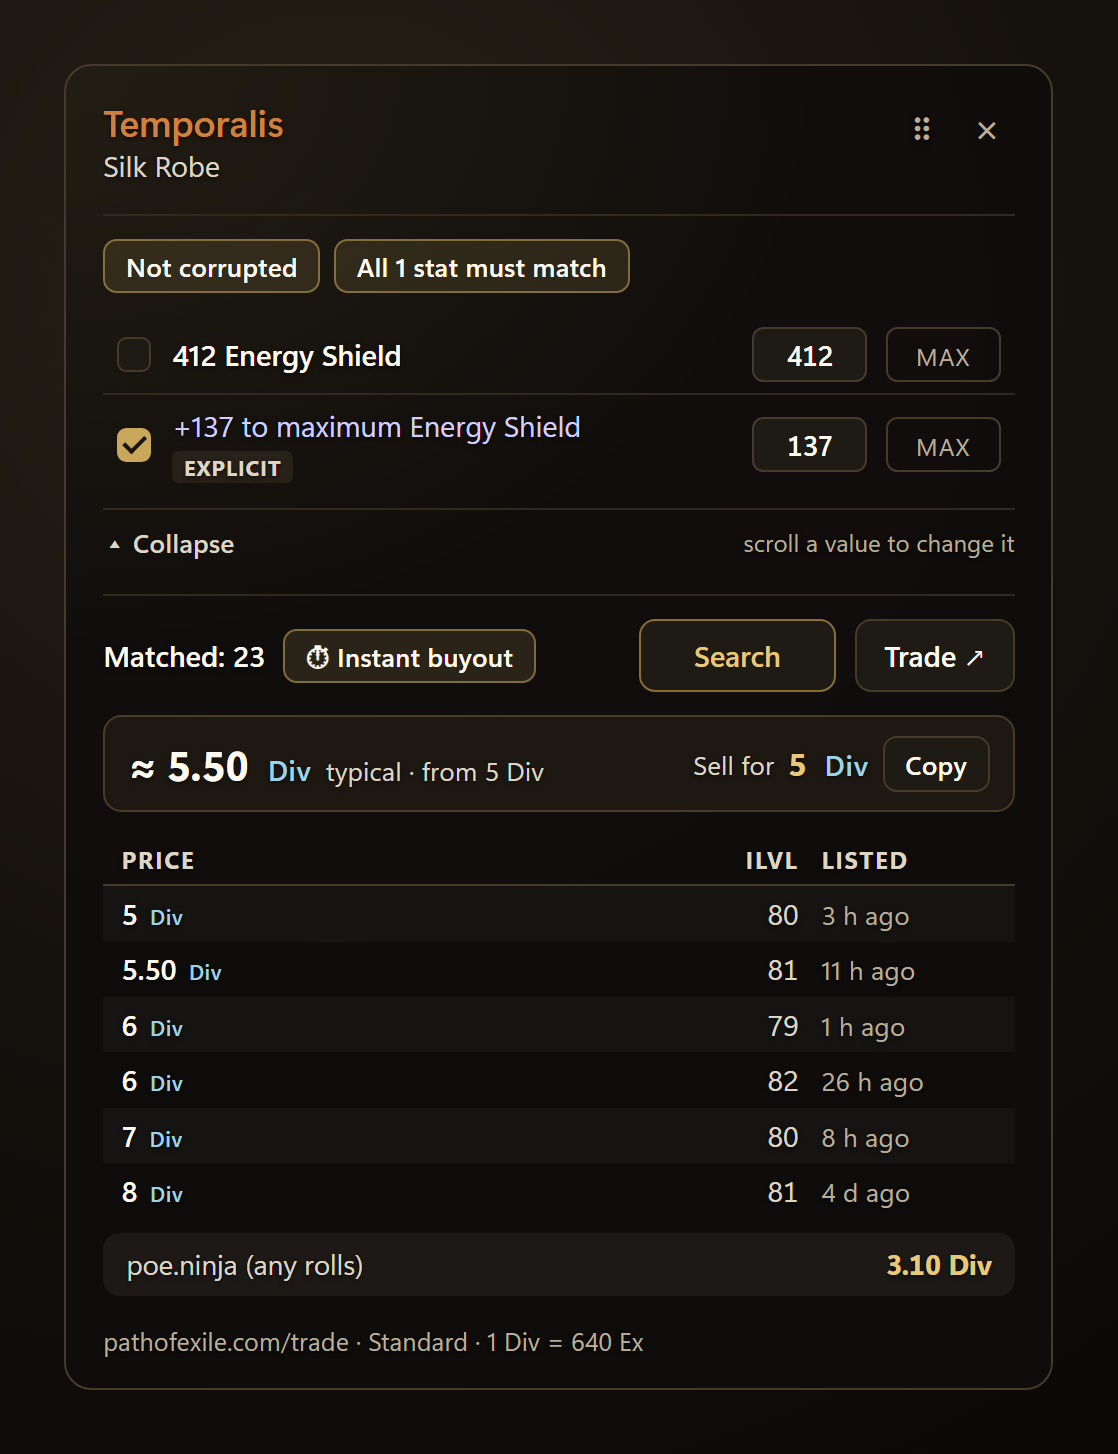 Temporalis
Silk Robe
Not corrupted All 1 stat must match
412 Energy Shield 412 MAX
+137 to maximum Energy Shield 137 MAX
EXPLICIT
Collapse scroll a value to change it
Matched: 23 Instant buyout Search Trade ↗
≈ 5.50 Div typical · from 5 Div Sell for 5 Div Copy
PRICE ILVL LISTED
5 Div 80 3 h ago
5.50 Div 81 11 h ago
6 Div 79 1 h ago
6 Div 82 26 h ago
7 Div 80 8 h ago
8 Div 81 4 d ago
poe.ninja (any rolls) 3.10 Div
pathofexile.com/trade · Standard · 1 Div = 640 Ex